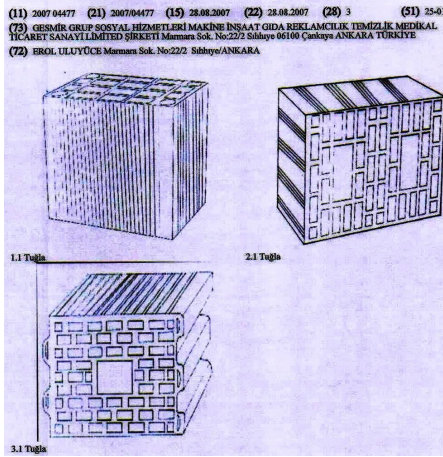 (11) 2007 04477 (21) 2007/04477 (15) 28.08.2007 (22) 28.08.2007 (28) 3 (51) 25-0
(73) GESMİR GRUP SOSYAL HİZMETLERİ MAKİNE İNŞAAT GIDA REKLAMCILIK TEMİZLİK MEDİKAL
TİCARET SANAYİ LİMİTED ŞİRKETİ Marmara Sok. No:22/2 Sıhhıye 06100 Çankaya ANKARA TÜRKİYE
(72) EROL ULUYÜCE Marmara Sok. No:22/2 Sıhhıye/ANKARA
1.1 Tuğla
2.1 Tuğla
3.1 Tuğla